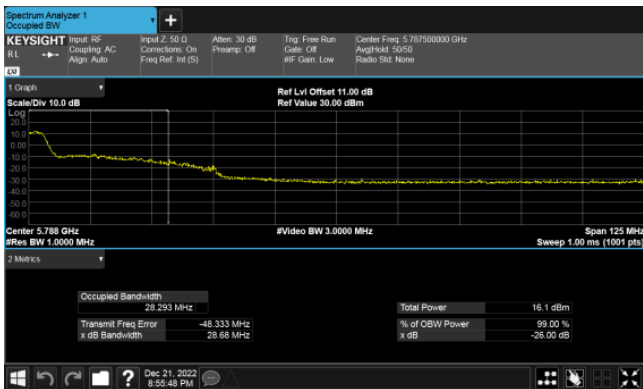 Spectrum Analyzer 1
Occupied BW
KEYSIGHT Input: RF Input Z: 50 Ω Atten: 30 dB Trig: Free Run Center Freq: 5.787500000 GHz
R L Coupling: AC Corrections: On Preamp: Off Gate: Off Avg|Hold: 50/50
Align: Auto Freq Ref: Int (S) #IF Gain: Low Radio Std: None
LXI
1 Graph
Ref Lvl Offset 11.00 dB
Scale/Div 10.0 dB Ref Value 30.00 dBm
Log
20.0
10.0
0.00
-10.0
-20.0
-30.0
-40.0
-50.0
-60.0
Center 5.788 GHz #Video BW 3.0000 MHz Span 125 MHz
#Res BW 1.0000 MHz Sweep 1.00 ms (1001 pts)
2 Metrics
Occupied Bandwidth
28.293 MHz Total Power 16.1 dBm
Transmit Freq Error -48.333 MHz % of OBW Power 99.00 %
x dB Bandwidth 28.68 MHz x dB -26.00 dB
? Dec 21, 2022
8:55:48 PM